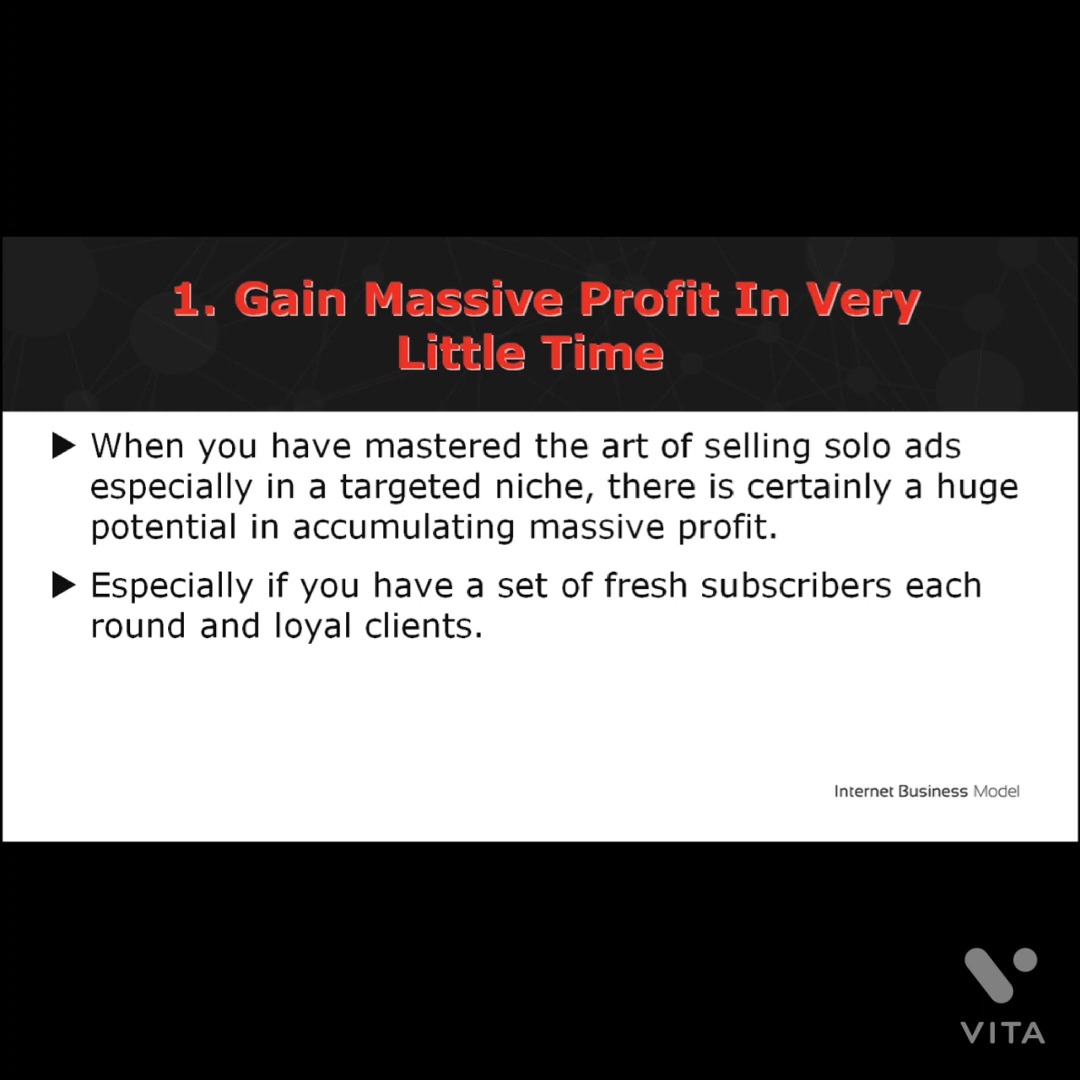 1. Gain Massive Profit In Very
Little Time
When you have mastered the art of selling solo ads
especially in a targeted niche, there is certainly a huge
potential in accumulating massive profit.
Especially if you have a set of fresh subscribers each
round and loyal clients.
Internet Business Model
VITA